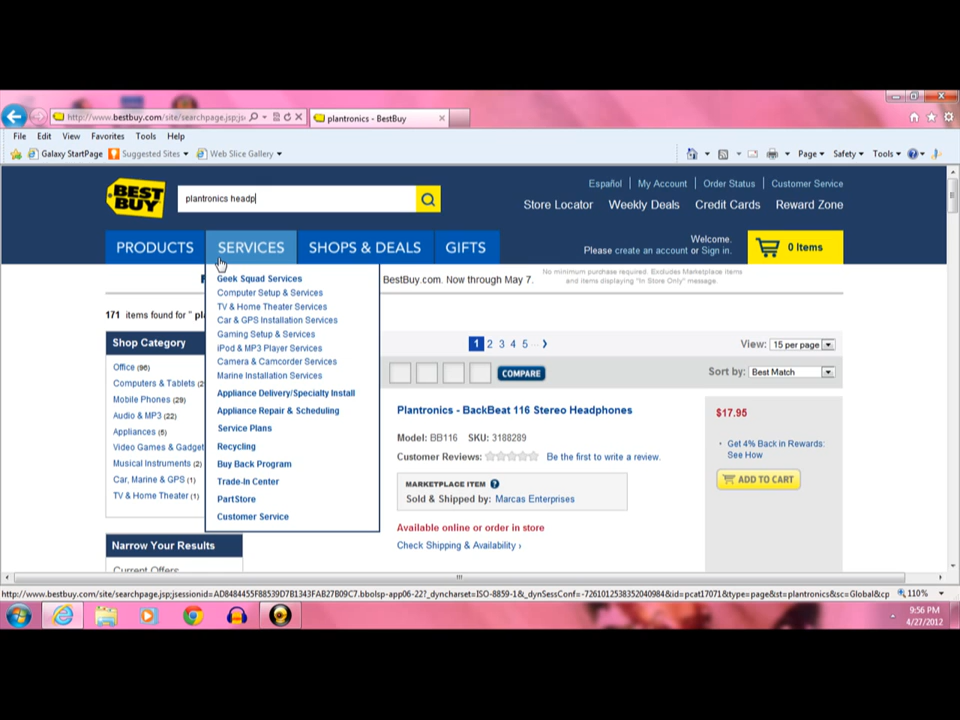 http://www.bestbuy.com/site/searchpage.jsp;js
plantronics - BestBuy
File Edit View Favorites Tools Help
Galaxy StartPage Suggested Sites Web Slice Gallery
Page Safety Tools
BEST BUY
plantronics headp
Español My Account Order Status Customer Service
Store Locator Weekly Deals Credit Cards Reward Zone
PRODUCTS SERVICES SHOPS & DEALS GIFTS
Welcome.
Please create an account or Sign in.
0 Items
BestBuy.com. Now through May 7.
No minimum purchase required. Excludes Marketplace items
and items displaying "In Store Only" message.
Geek Squad Services
Computer Setup & Services
TV & Home Theater Services
Car & GPS Installation Services
Gaming Setup & Services
iPod & MP3 Player Services
Camera & Camcorder Services
Marine Installation Services
Appliance Delivery/Specialty Install
Appliance Repair & Scheduling
Service Plans
Recycling
Buy Back Program
Trade-In Center
PartStore
Customer Service
171 items found for " pla
Shop Category
Office (96)
Computers & Tablets (2
Mobile Phones (29)
Audio & MP3 (22)
Appliances (5)
Video Games & Gadget
Musical Instruments (2)
Car, Marine & GPS (1)
TV & Home Theater (1)
Narrow Your Results
Current Offers
1 2 3 4 5 ··
View: 15 per page
COMPARE
Sort by: Best Match
Plantronics - BackBeat 116 Stereo Headphones
Model: BB116 SKU: 3188289
Customer Reviews: Be the first to write a review.
MARKETPLACE ITEM
Sold & Shipped by: Marcas Enterprises
Available online or order in store
Check Shipping & Availability ›
$17.95
· Get 4% Back in Rewards:
See How
ADD TO CART
110%
9:56 PM
4/27/2012